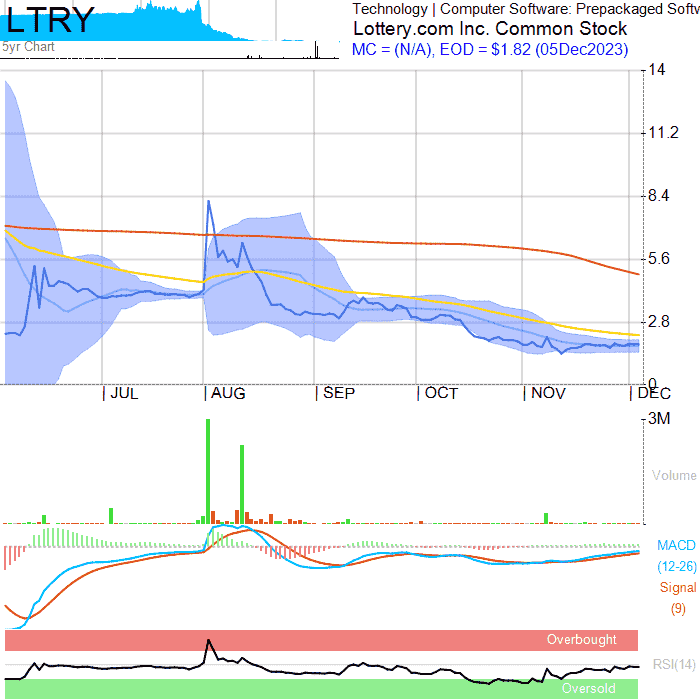 LTRY
Technology | Computer Software: Prepackaged Softw
Lottery.com Inc. Common Stock
5yr Chart
MC = (N/A), EOD = $1.82 (05Dec2023)
14
11.2
8.4
5.6
2.8
0
| JUL | AUG | SEP | OCT | NOV | DEC
3M
Volume
MACD
(12-26)
Signal
(9)
Overbought
RSI(14)
Oversold